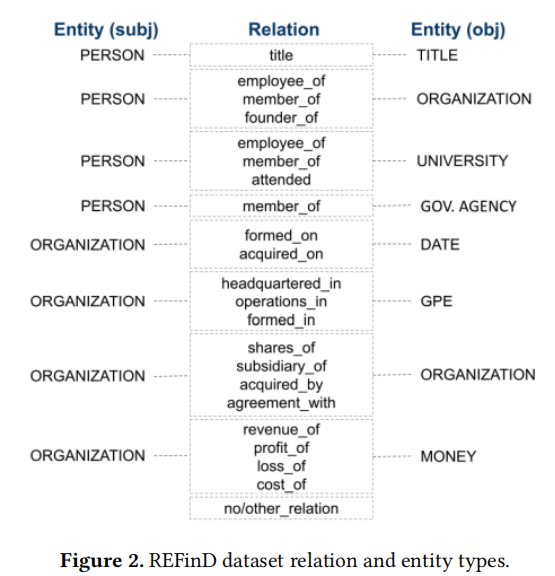 Entity (subj) Relation Entity (obj)
PERSON title TITLE
employee_of
PERSON member_of ORGANIZATION
founder_of
employee_of
PERSON member_of UNIVERSITY
attended
PERSON member_of GOV. AGENCY
formed_on
ORGANIZATION DATE
acquired_on
headquartered_in
ORGANIZATION operations_in GPE
formed_in
shares_of
subsidiary_of
ORGANIZATION ORGANIZATION
acquired_by
agreement_with
revenue_of
profit_of
ORGANIZATION MONEY
loss_of
cost_of
no/other_relation
Figure 2. REFinD dataset relation and entity types.